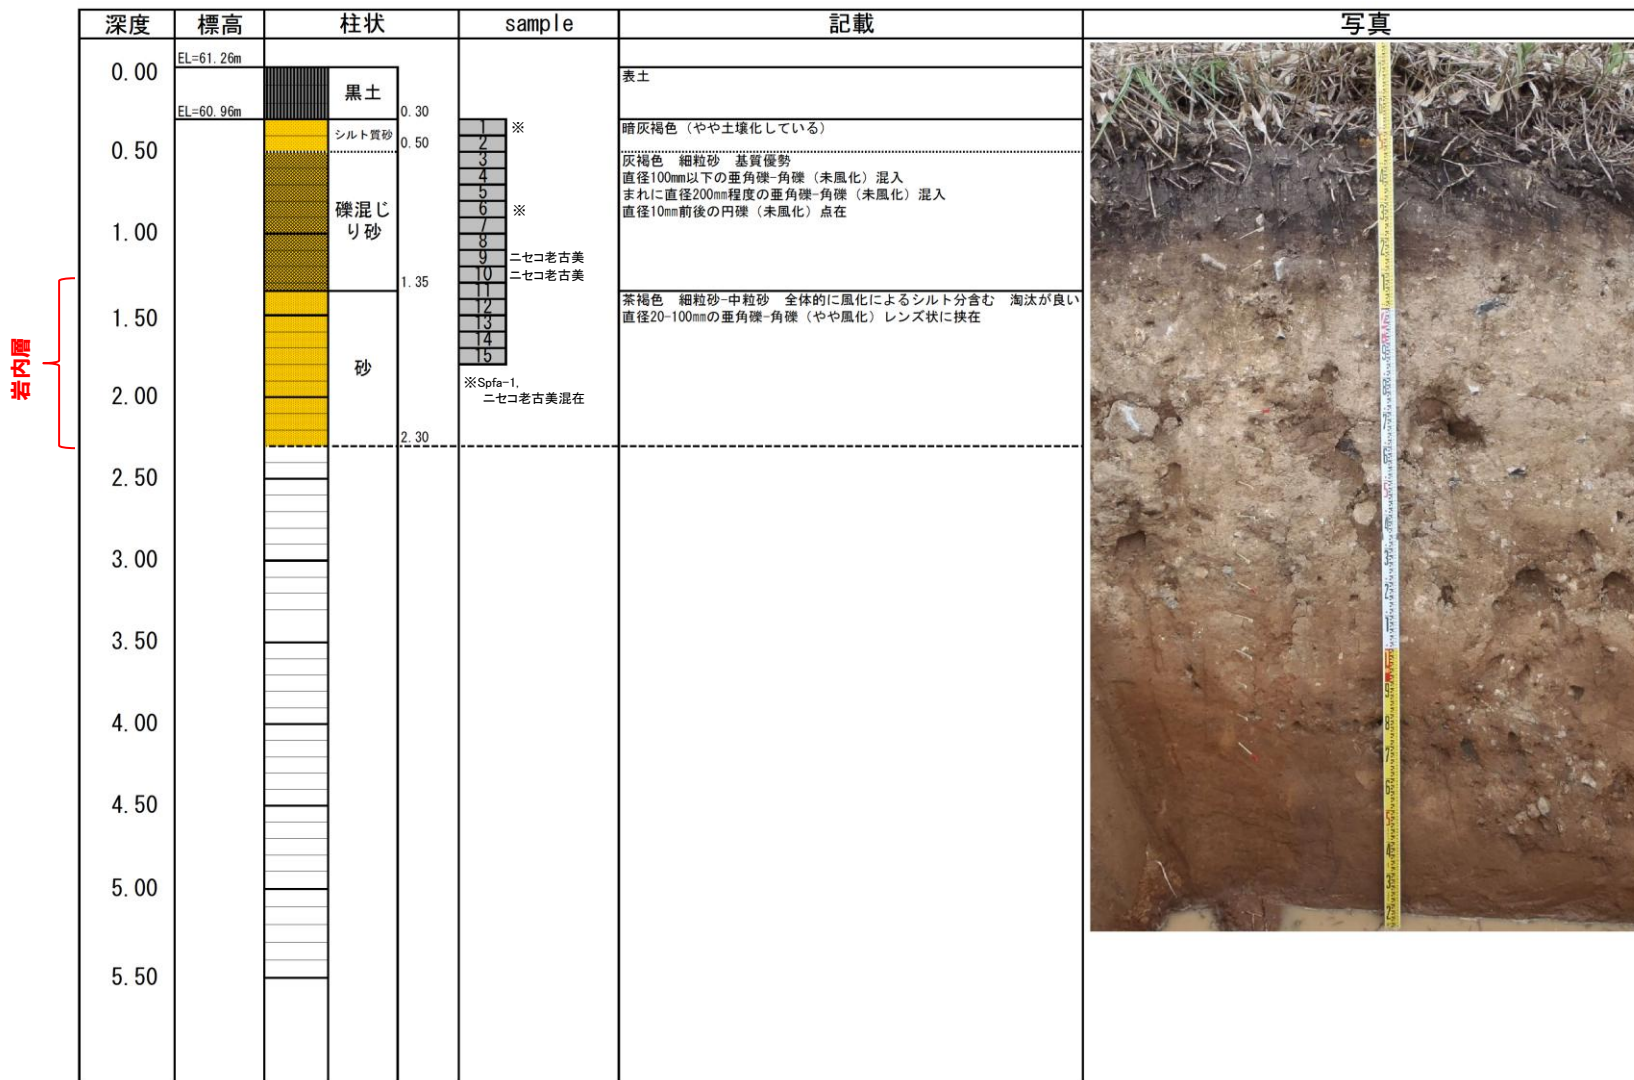 深度 標高 柱状 sample 記載 写真
EL=61.26m
0.00 黒土 表土
EL=60.96m 0.30
シルト質砂 0.50 1 ※ 暗灰褐色（やや土壌化している）
2
0.50 3 灰褐色 細粒砂 基質優勢
4 直径100mm以下の亜角礫-角礫（未風化）混入
5 まれに直径200mm程度の亜角礫-角礫（未風化）混入
礫混じ 6 ※ 直径10mm前後の円礫（未風化）点在
り砂 7
1.00 8
9 ニセコ老古美
10 ニセコ老古美
1.35 11
12 茶褐色 細粒砂-中粒砂 全体的に風化によるシルト分含む 淘汰が良い
1.50 13 直径20-100mmの亜角礫-角礫（やや風化）レンズ状に挟在
14
15
岩内層
砂
※Spfa-1,
ニセコ老古美混在
2.00
2.30
2.50
3.00
3.50
4.00
4.50
5.00
5.50